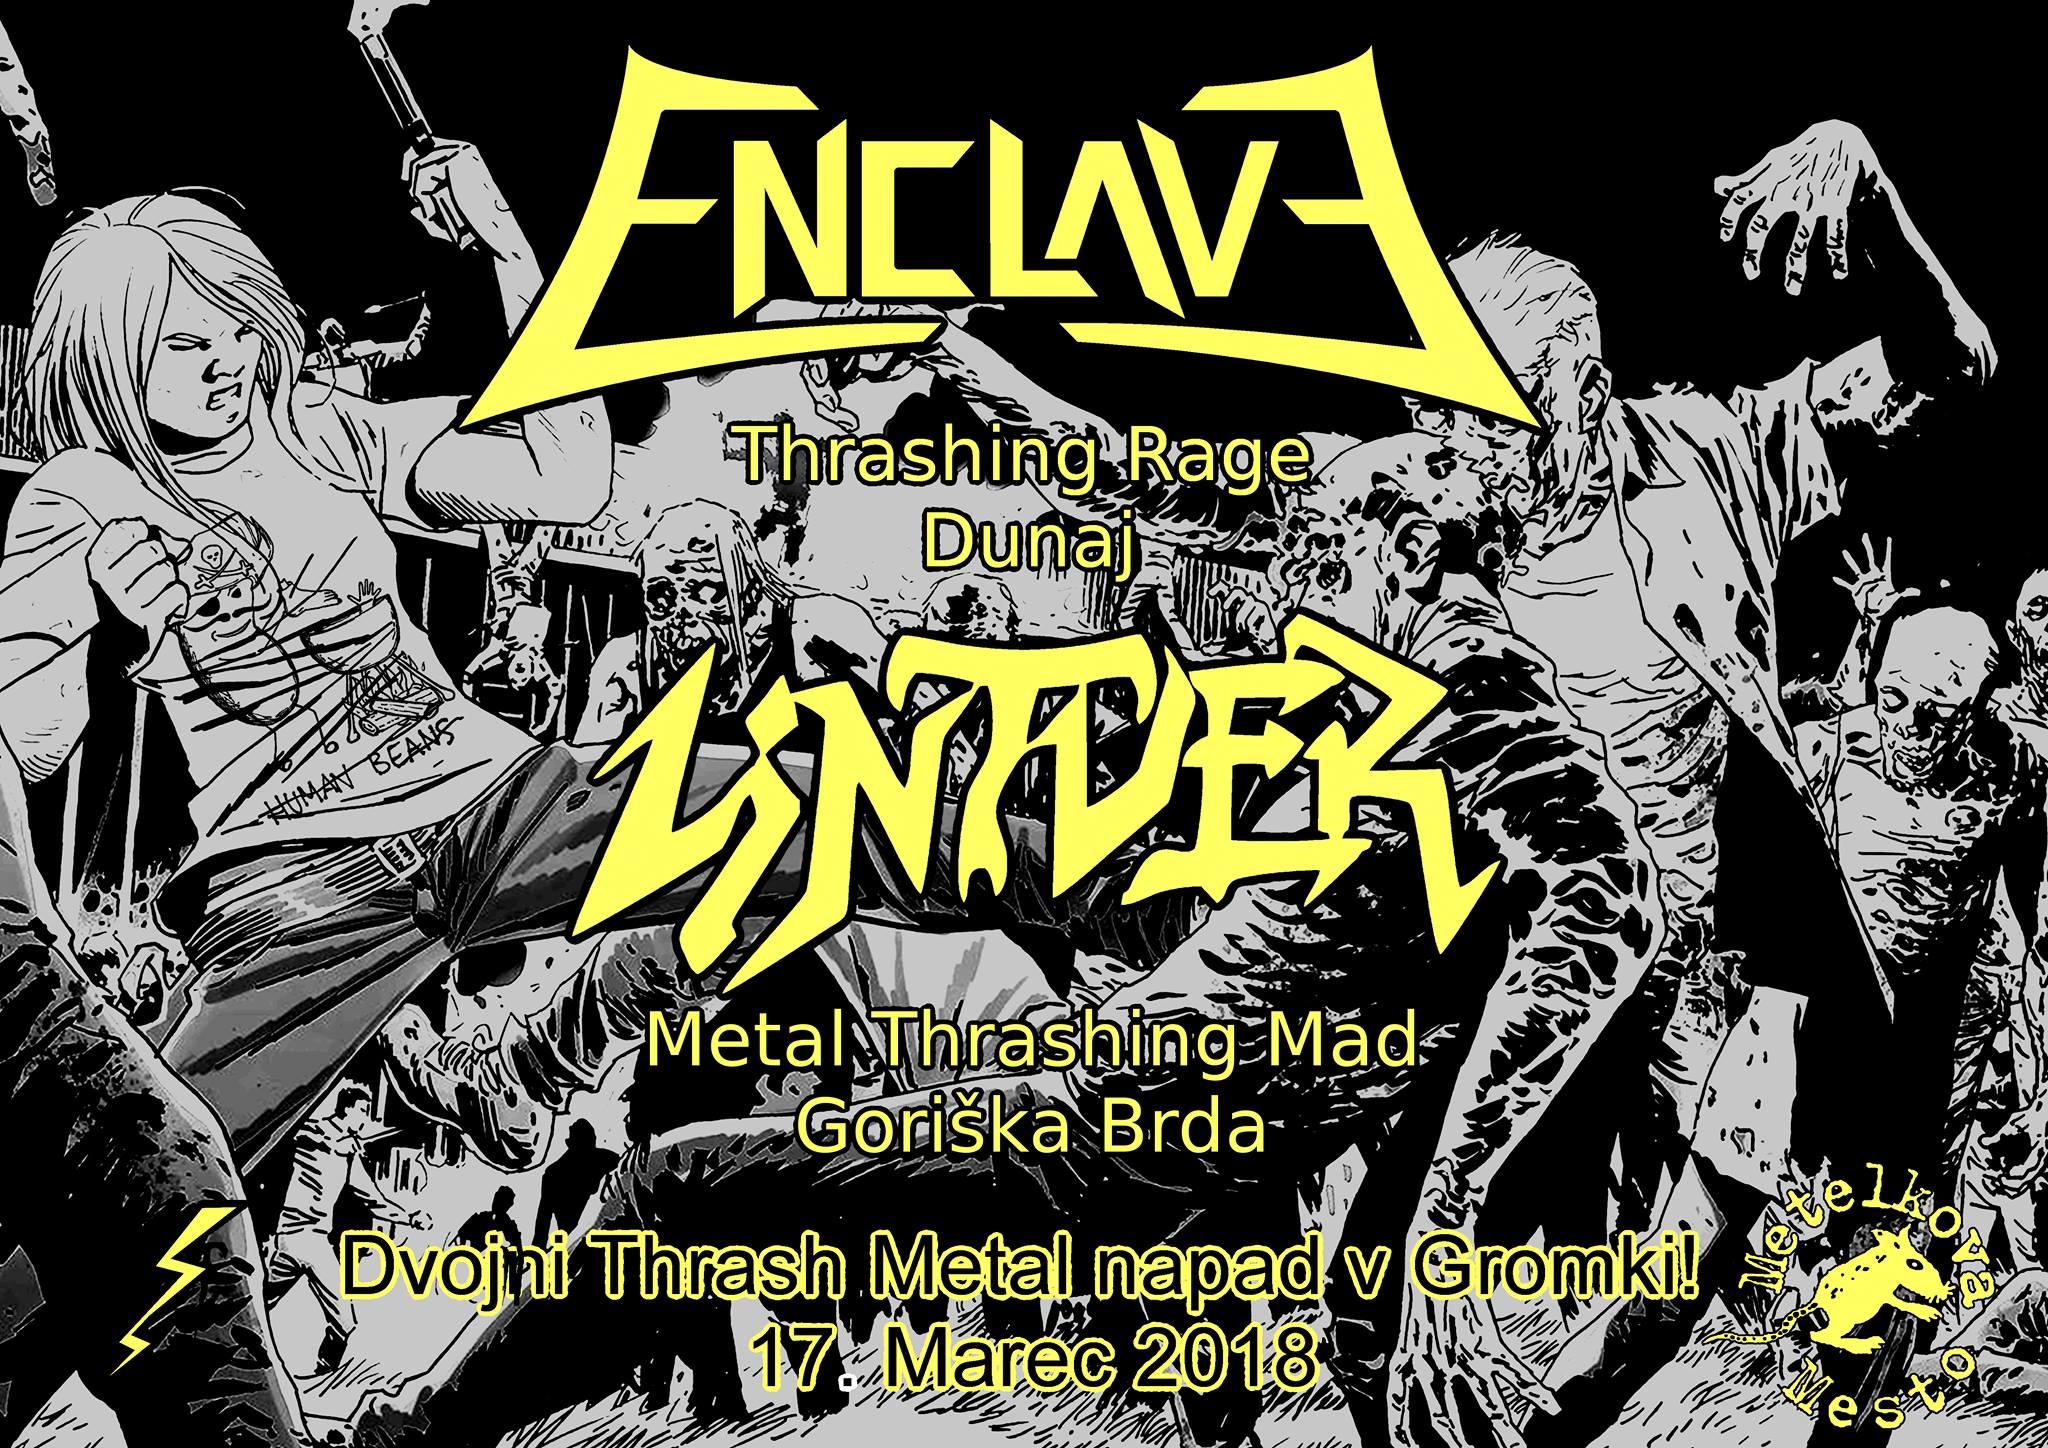 ENCLAVE
Thrashing Rage
Dunaj
LINTVER
HUMAN BEANS
Metal Thrashing Mad
Goriška Brda
Dvojni Thrash Metal napad v Gromki!
17. Marec 2018
Metelkova
Mesto